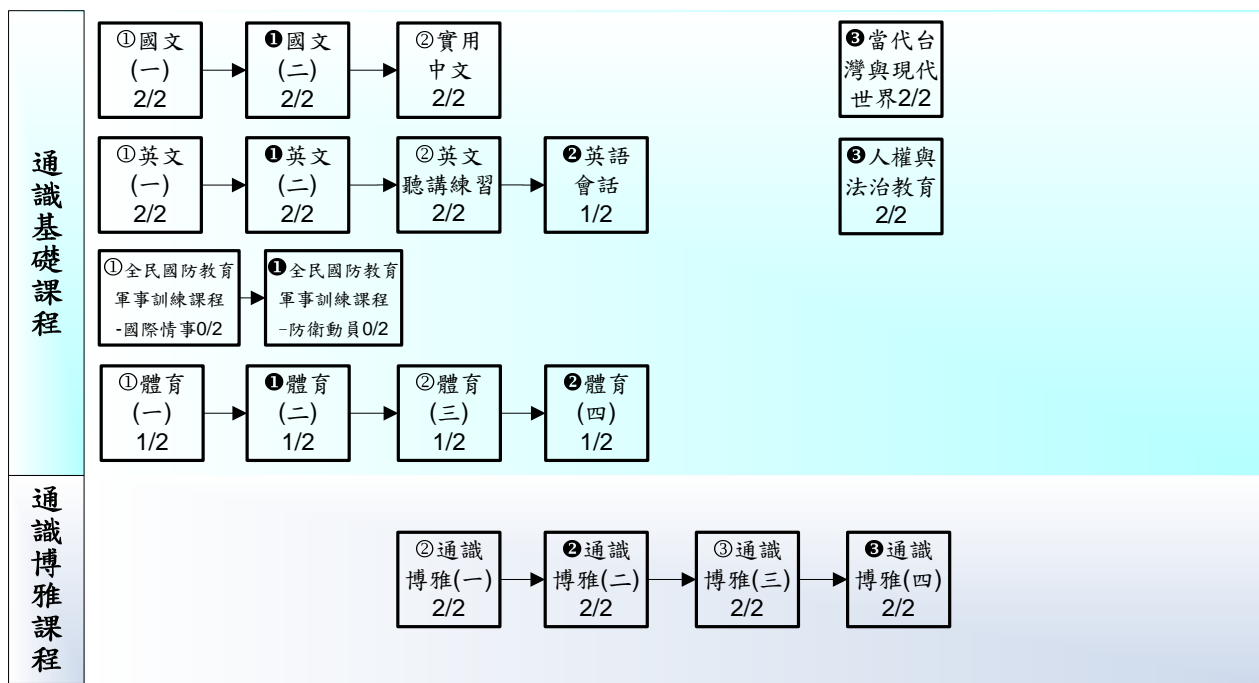 通識基礎課程
①國文
(一)
2/2
❶國文
(二)
2/2
②實用
中文
2/2
❸當代台
灣與現代
世界2/2
①英文
(一)
2/2
❶英文
(二)
2/2
②英文
聽講練習
2/2
❷英語
會話
1/2
❸人權與
法治教育
2/2
①全民國防教育
軍事訓練課程
-國際情事0/2
❶全民國防教育
軍事訓練課程
-防衛動員0/2
①體育
(一)
1/2
❶體育
(二)
1/2
②體育
(三)
1/2
❷體育
(四)
1/2
通識博雅課程
②通識
博雅(一)
2/2
❷通識
博雅(二)
2/2
③通識
博雅(三)
2/2
❸通識
博雅(四)
2/2